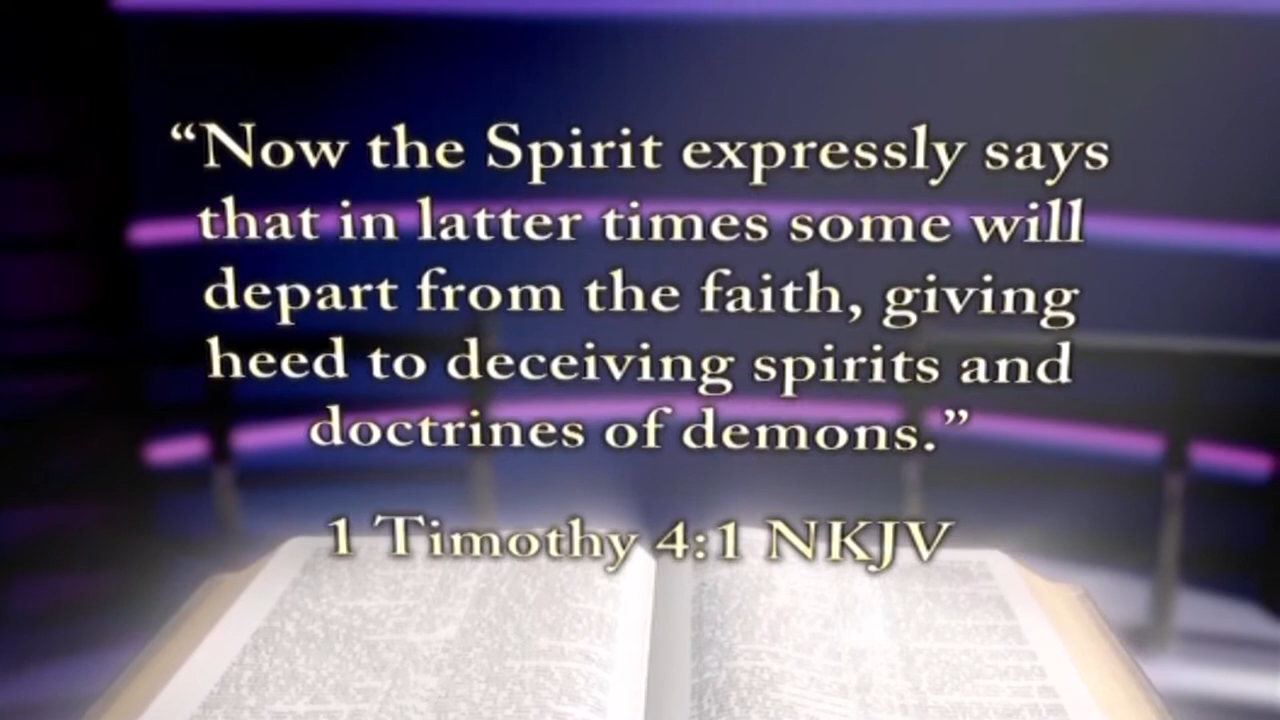 “Now the Spirit expressly says
that in latter times some will
depart from the faith, giving
heed to deceiving spirits and
doctrines of demons.”
1 Timothy 4:1 NKJV